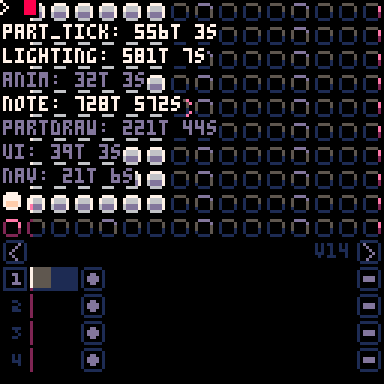 PART_TICK: 556T 3S
LIGHTING: 581T 7S
ANIM: 32T 3S
NOTE: 728T 572S
PARTDRAW: 221T 44S
UI: 39T 3S
NAV: 21T 6S
< V14 >
1
2
3
4